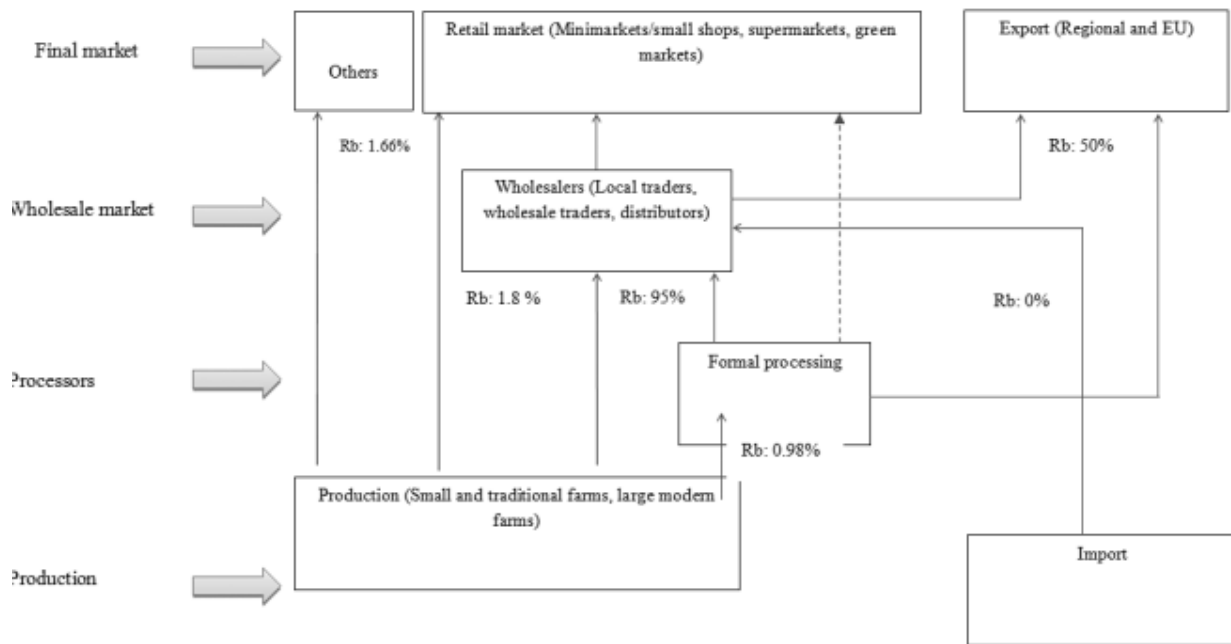 Final market
Others
Retail market (Minimarkets/small shops, supermarkets, green
markets)
Export (Regional and EU)
Rb: 1.66%
Rb: 50%
Wholesale market
Wholesalers (Local traders,
wholesale traders, distributors)
Rb: 1.8 %
Rb: 95%
Rb: 0%
Processors
Formal processing
Rb: 0.98%
Production (Small and traditional farms, large modern
farms)
Production
Import